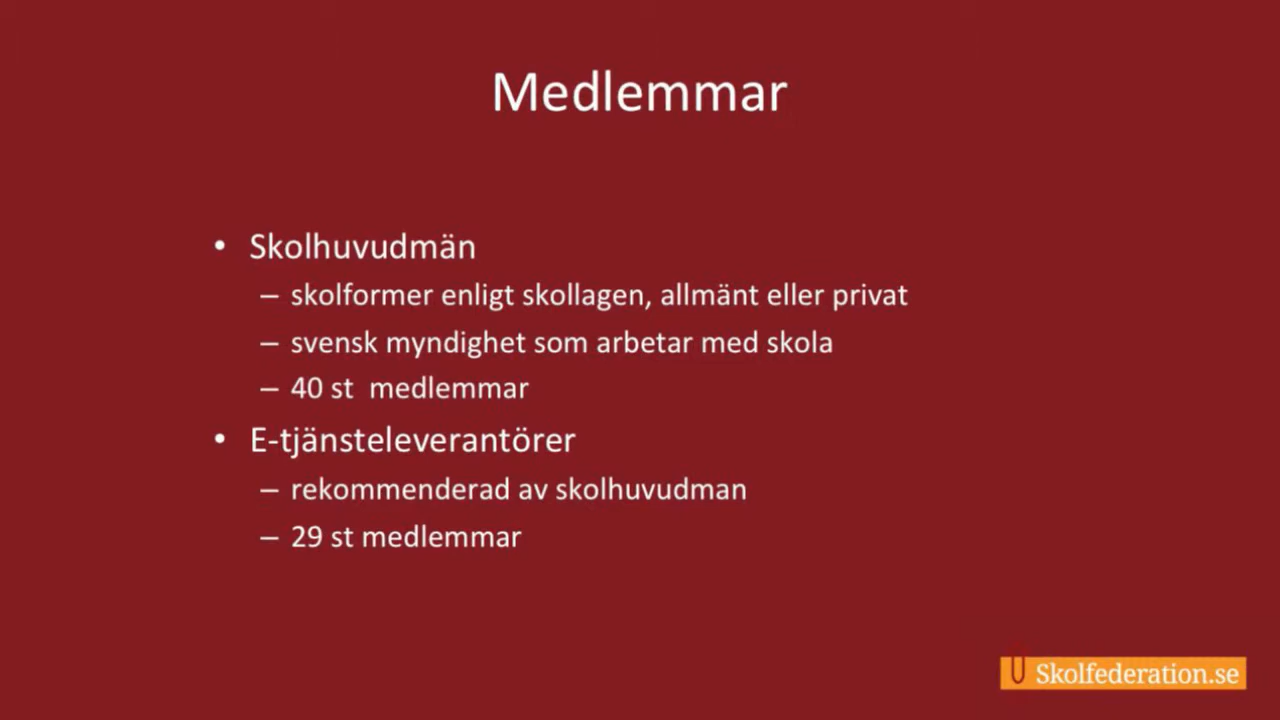 Medlemmar
• Skolhuvudmän
– skolformer enligt skollagen, allmänt eller privat
– svensk myndighet som arbetar med skola
– 40 st  medlemmar
• E-tjänsteleverantörer
– rekommenderad av skolhuvudman
– 29 st medlemmar
Skolfederation.se